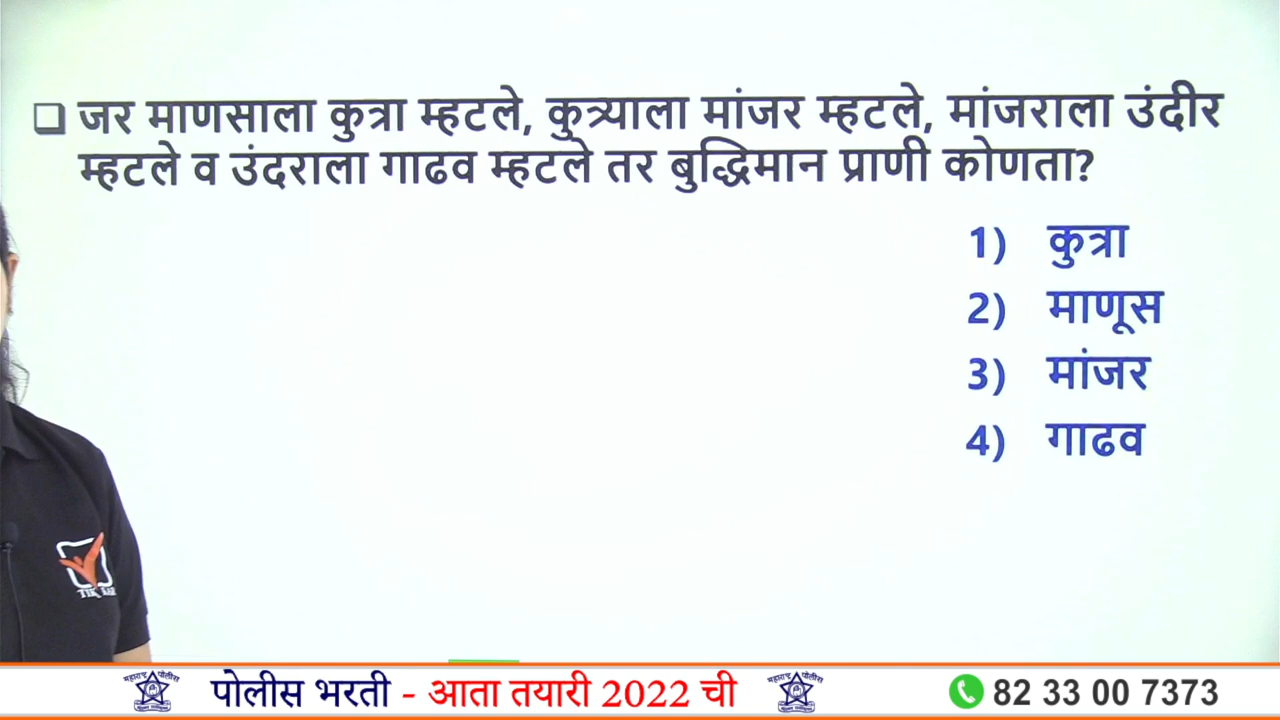 जर माणसाला कुत्रा म्हटले, कुत्र्याला मांजर म्हटले, मांजराला उंदीर
म्हटले व उंदराला गाढव म्हटले तर बुद्धिमान प्राणी कोणता?
1) कुत्रा
2) माणूस
3) मांजर
4) गाढव
पोलीस भरती - आता तयारी 2022 ची
82 33 00 7373